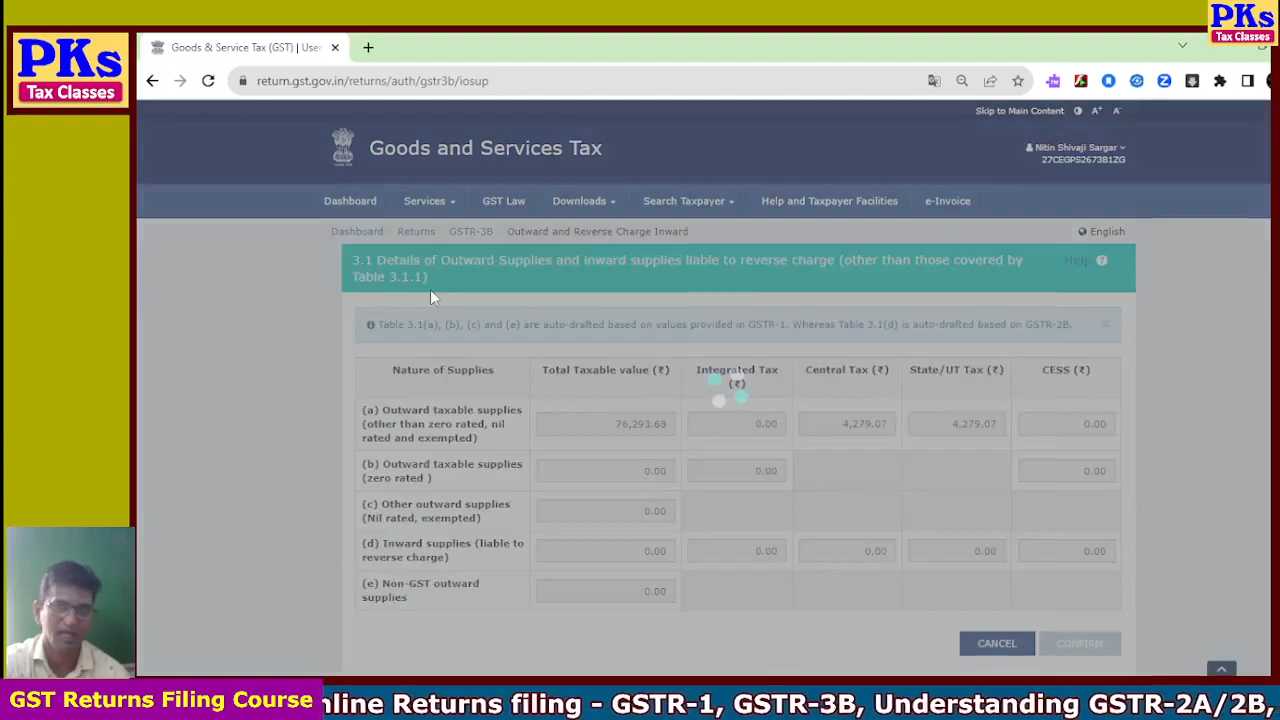 PKs
Tax Classes
Goods & Service Tax (GST) | User
PKs
Tax Classes
return.gst.gov.in/returns/auth/gstr3b/iosup
Skip to Main Content A+ A-
Goods and Services Tax
Nitin Shivaji Sargar
27CEGPS2673B1ZG
Dashboard Services GST Law Downloads Search Taxpayer Help and Taxpayer Facilities e-Invoice
Dashboard Returns GSTR-3B Outward and Reverse Charge Inward English
3.1 Details of Outward Supplies and inward supplies liable to reverse charge (other than those covered by
Table 3.1.1)
Help
Table 3.1(a), (b), (c) and (e) are auto-drafted based on values provided in GSTR-1. Whereas Table 3.1(d) is auto-drafted based on GSTR-2B.
Nature of Supplies Total Taxable value (₹) Integrated Tax (₹) Central Tax (₹) State/UT Tax (₹) CESS (₹)
(a) Outward taxable supplies
(other than zero rated, nil
rated and exempted)
76,293.68 0.00 4,279.07 4,279.07 0.00
(b) Outward taxable supplies
(zero rated )
0.00 0.00 0.00
(c) Other outward supplies
(Nil rated, exempted)
0.00
(d) Inward supplies (liable to
reverse charge)
0.00 0.00 0.00 0.00 0.00
(e) Non-GST outward
supplies
0.00
CANCEL CONFIRM
GST Returns Filing Course
nline Returns filing - GSTR-1, GSTR-3B, Understanding GSTR-2A/2B,